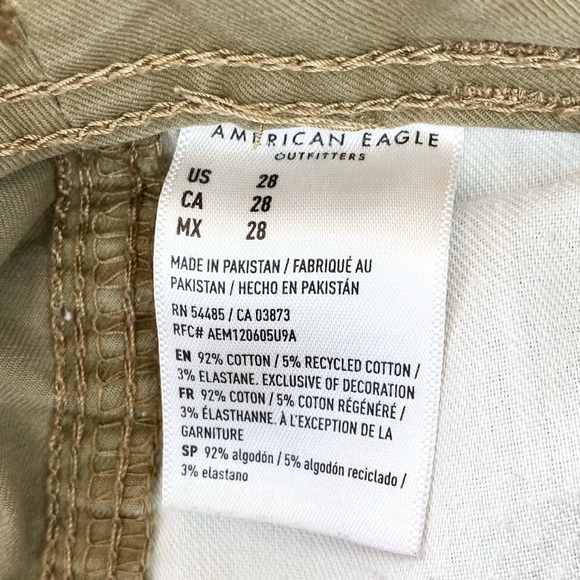 AMERICAN EAGLE
OUTFITTERS
US 28
CA 28
MX 28
MADE IN PAKISTAN / FABRIQUÉ AU
PAKISTAN / HECHO EN PAKISTÁN
RN 54485 / CA 03873
RFC# AEM120605U9A
EN 92% COTTON / 5% RECYCLED COTTON /
3% ELASTANE. EXCLUSIVE OF DECORATION
FR 92% COTON / 5% COTON RÉGÉNÉRÉ /
3% ÉLASTHANNE. À L'EXCEPTION DE LA
GARNITURE
SP 92% algodón / 5% algodón reciclado /
3% elastano